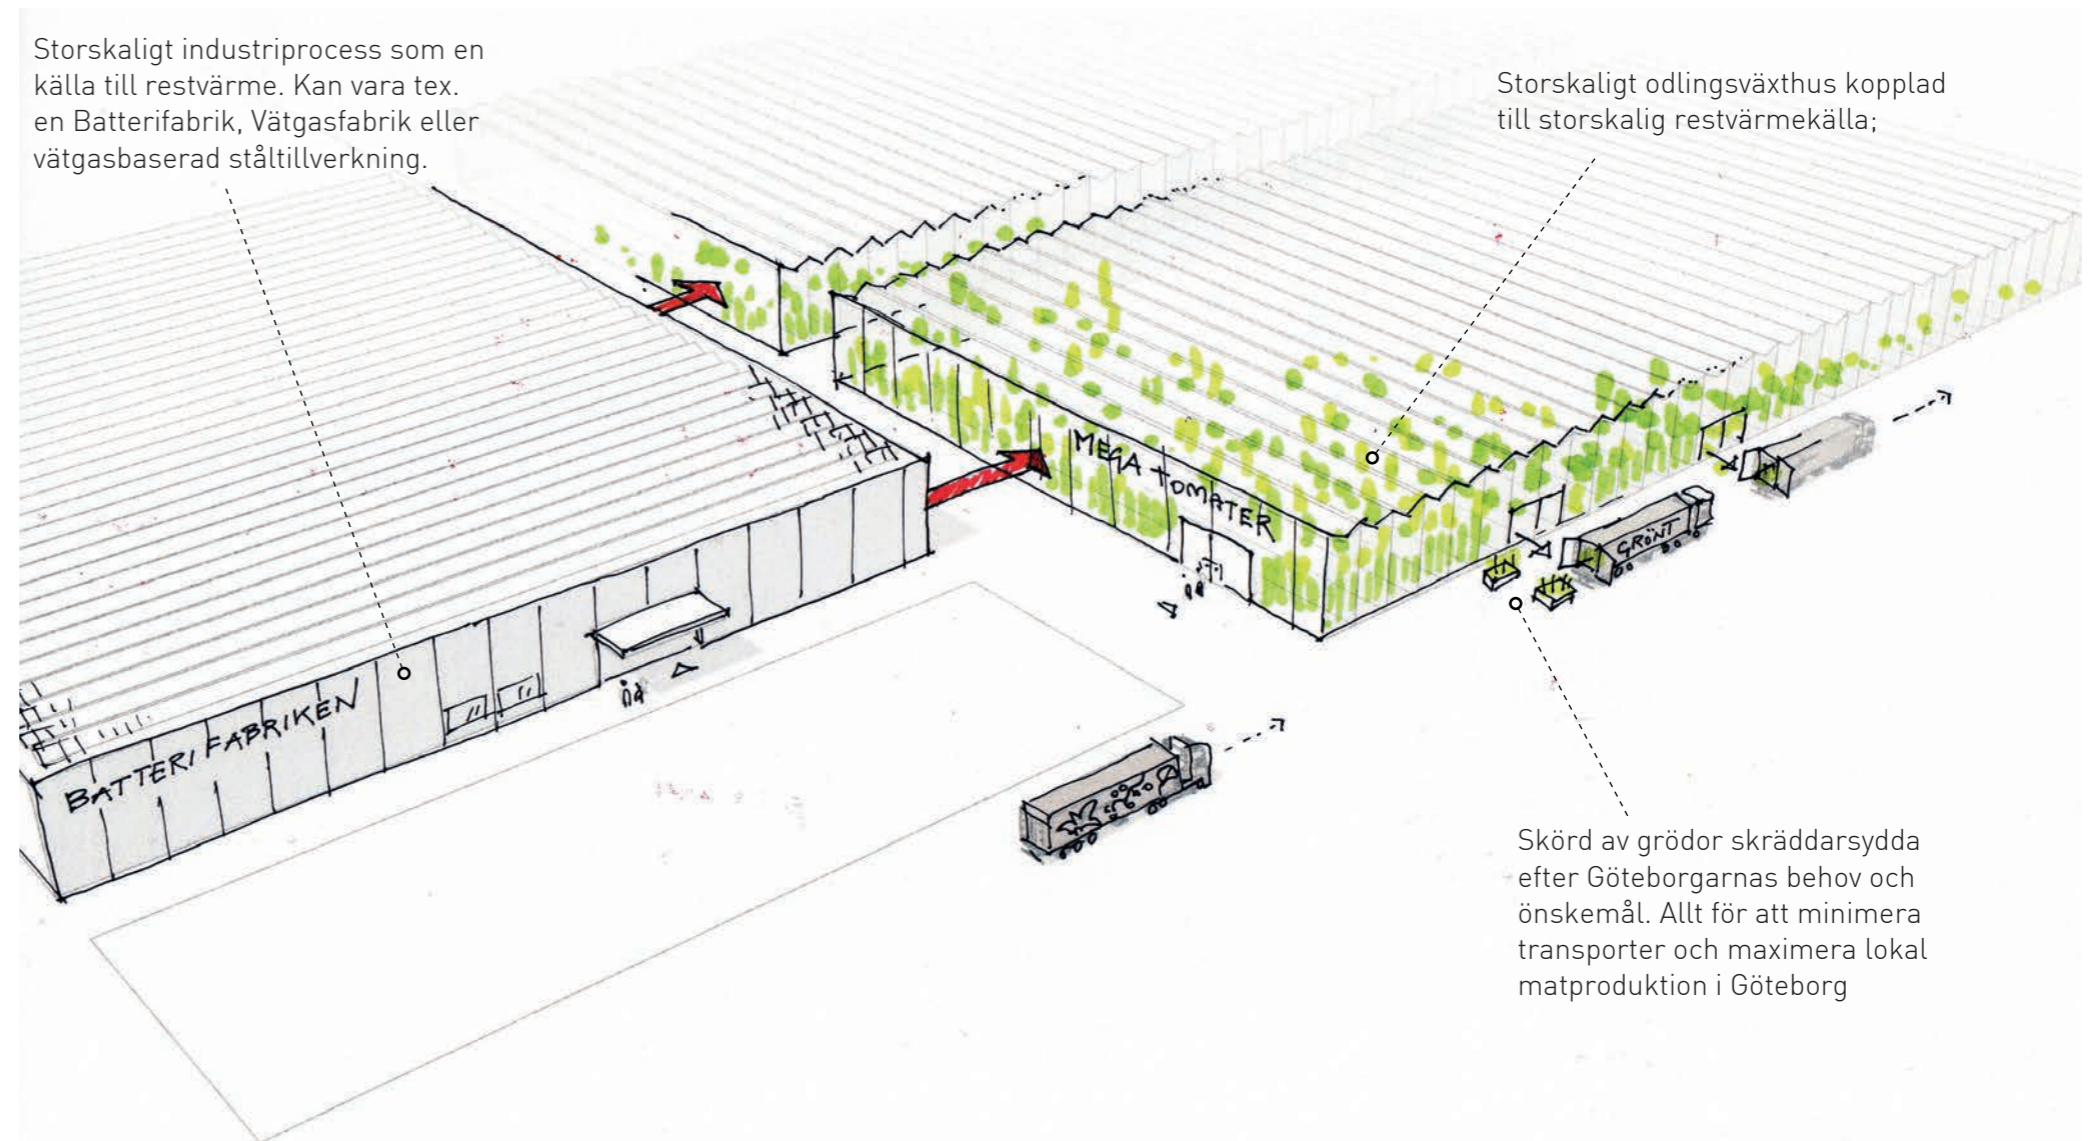 Storskaligt industriprocess som en
källa till restvärme. Kan vara tex.
en Batterifabrik, Vätgasfabrik eller
vätgasbaserad ståltillverkning.
Storskaligt odlingsväxthus kopplad
till storskalig restvärmekälla;
MEGA TOMATER
GRÖNT
BATTERIFABRIKEN
Skörd av grödor skräddarsydda
efter Göteborgarnas behov och
önskemål. Allt för att minimera
transporter och maximera lokal
matproduktion i Göteborg